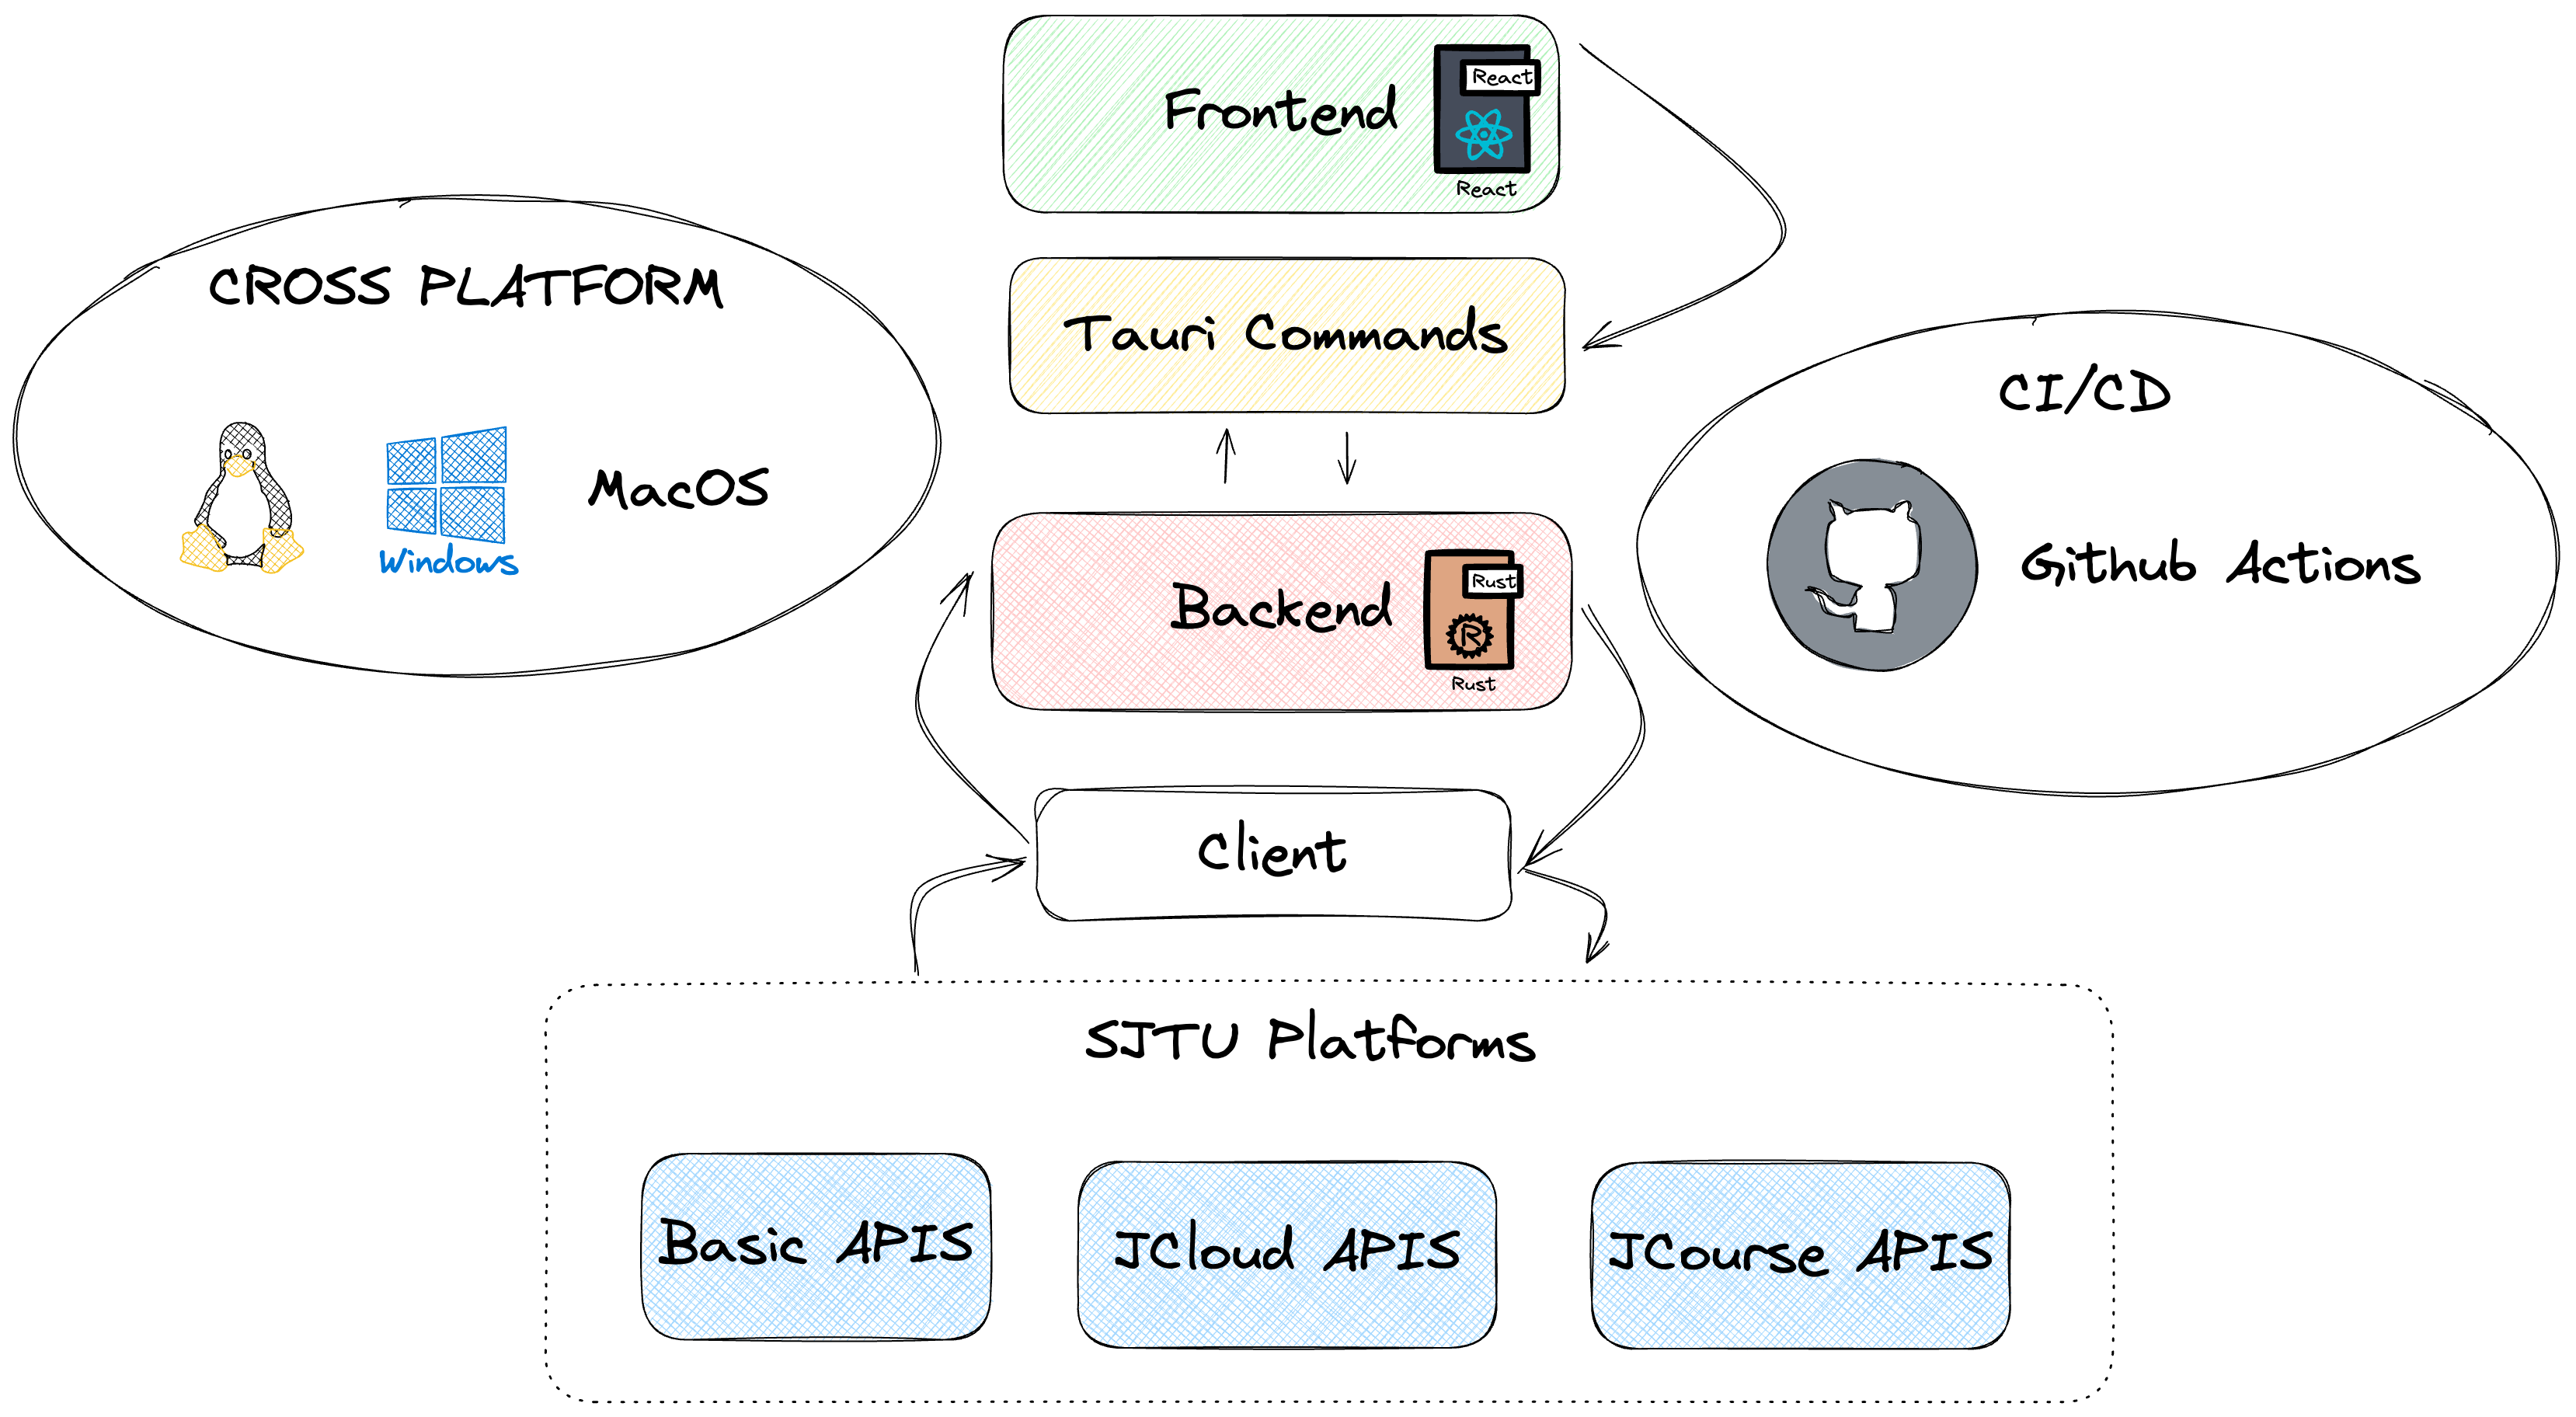 React
Frontend
React
CROSS PLATFORM
Tauri Commands
CI/CD
MacOS
Windows
Github Actions
Rust
Backend
R
Rust
Client
SJTU Platforms
Basic APIS
JCloud APIS
JCourse APIS